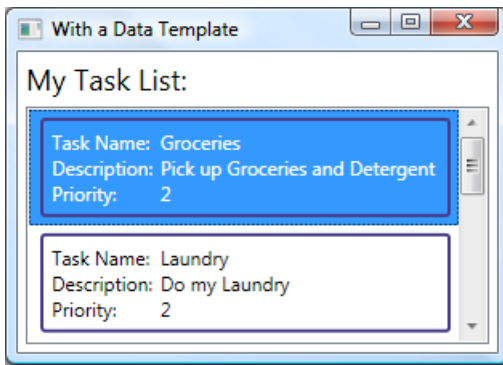 With a Data Template
My Task List:
Task Name: Groceries
Description: Pick up Groceries and Detergent
Priority: 2
Task Name: Laundry
Description: Do my Laundry
Priority: 2